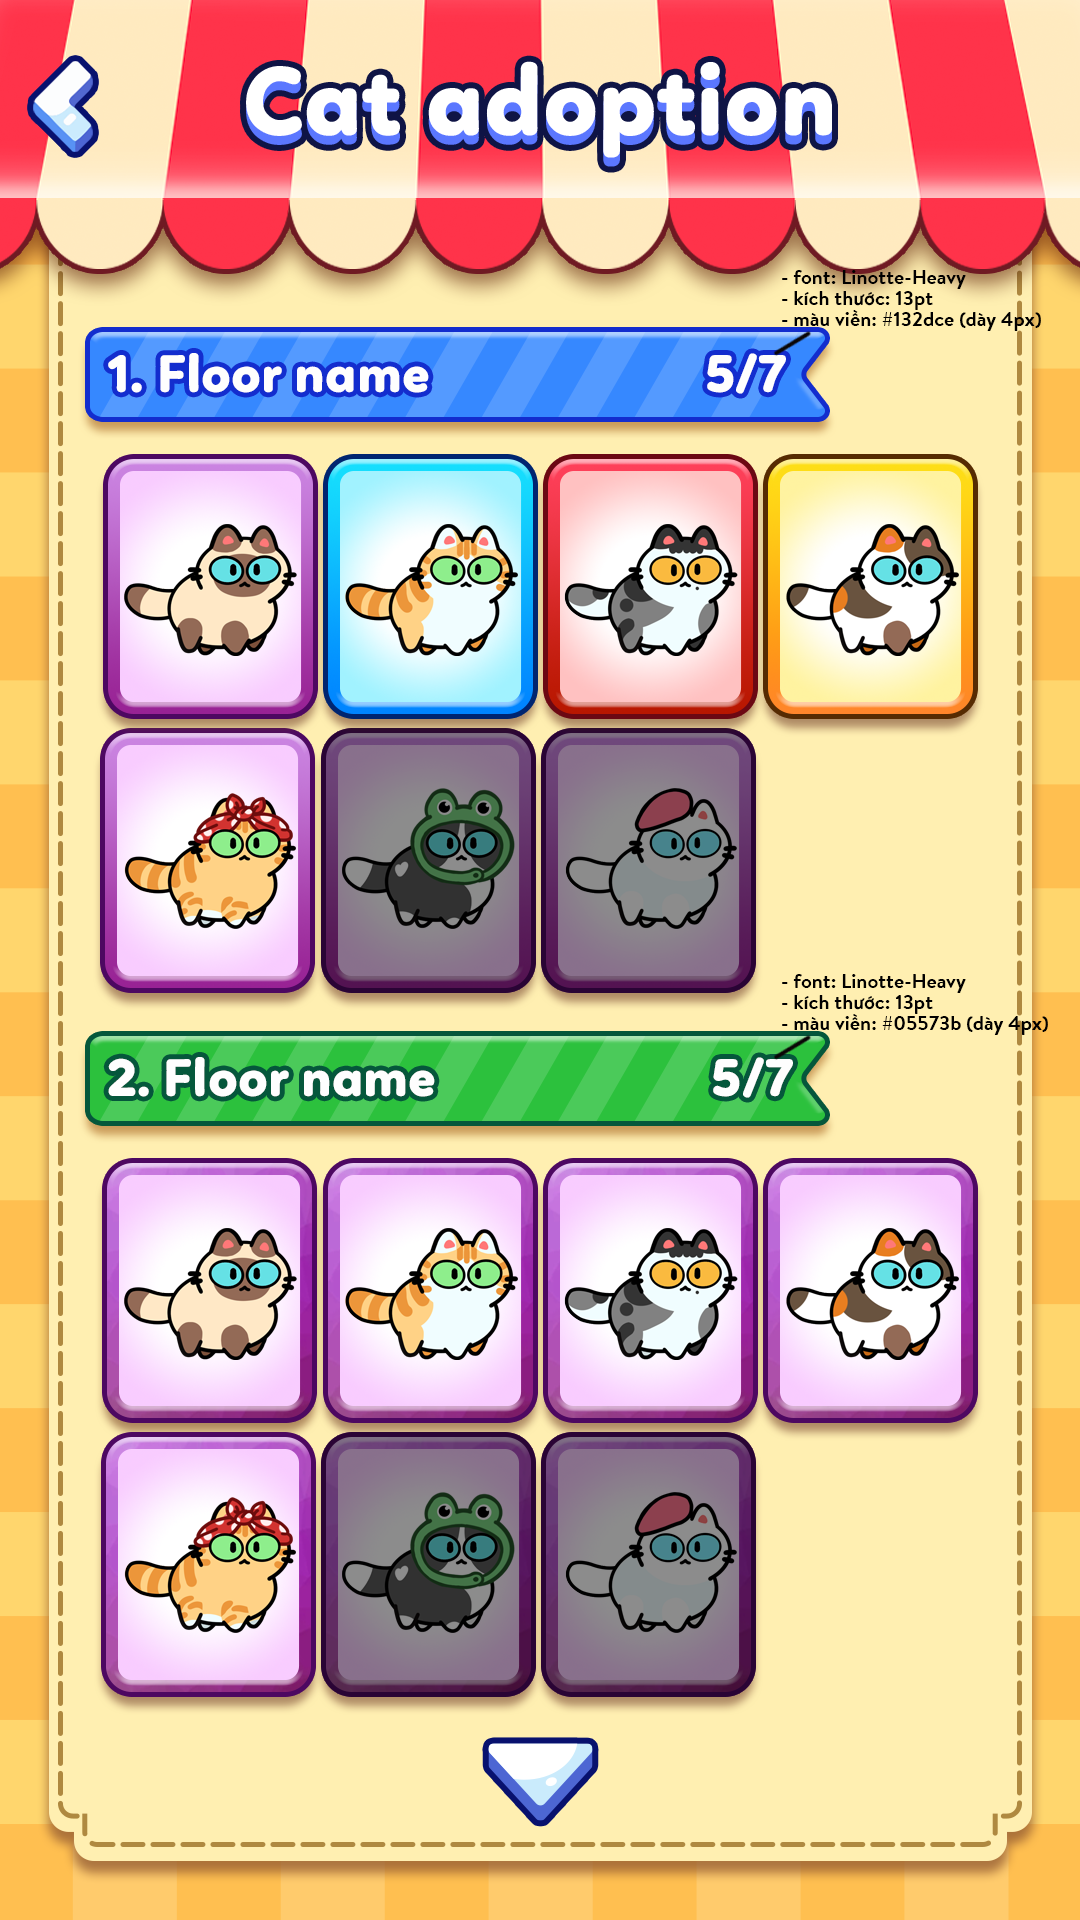 Cat adoption
- font: Linotte-Heavy
- kích thước: 13pt
- màu viền: #132dce (dày 4px)
1. Floor name 5/7
- font: Linotte-Heavy
- kích thước: 13pt
- màu viền: #05573b (dày 4px)
2. Floor name 5/7